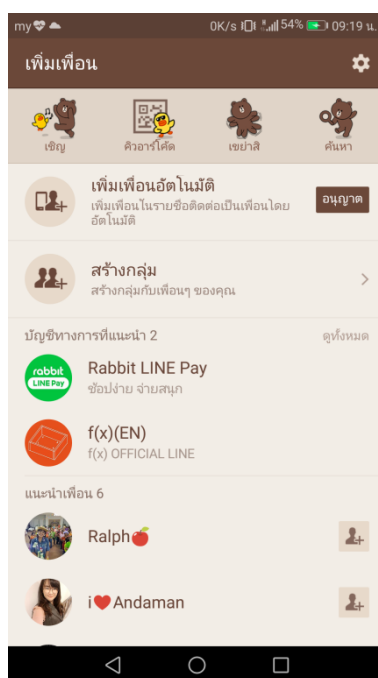 my 0K/s 54% 09:19 น.
เพิ่มเพื่อน
เชิญ คิวอาร์โค้ด เขย่าสิ ค้นหา
เพิ่มเพื่อนอัตโนมัติ
เพิ่มเพื่อนในรายชื่อติดต่อเป็นเพื่อนโดย
อัตโนมัติ
อนุญาต
สร้างกลุ่ม
สร้างกลุ่มกับเพื่อนๆ ของคุณ
บัญชีทางการที่แนะนำ 2 ดูทั้งหมด
rabbit
LINE Pay
Rabbit LINE Pay
ช้อปง่าย จ่ายสนุก
f(x)(EN)
f(x) OFFICIAL LINE
แนะนำเพื่อน 6
Ralph🍎
i❤️Andaman